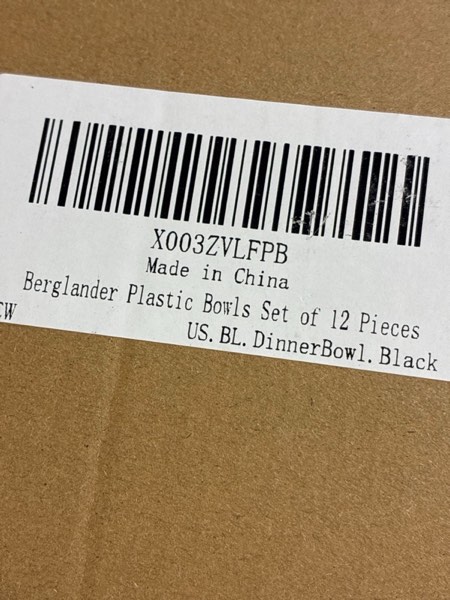 X003ZVLFPB
Made in China
Berglander Plastic Bowls Set of 12 Pieces
US. BL. DinnerBowl. Black